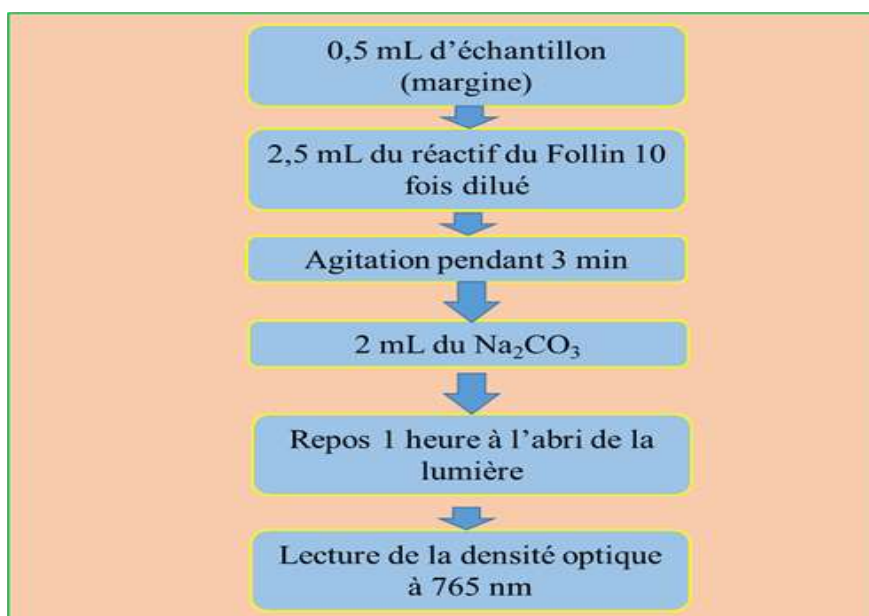 0,5 mL d’échantillon
(margine)
2,5 mL du réactif du Follin 10
fois dilué
Agitation pendant 3 min
2 mL du Na₂CO₃
Repos 1 heure à l’abri de la
lumière
Lecture de la densité optique
à 765 nm